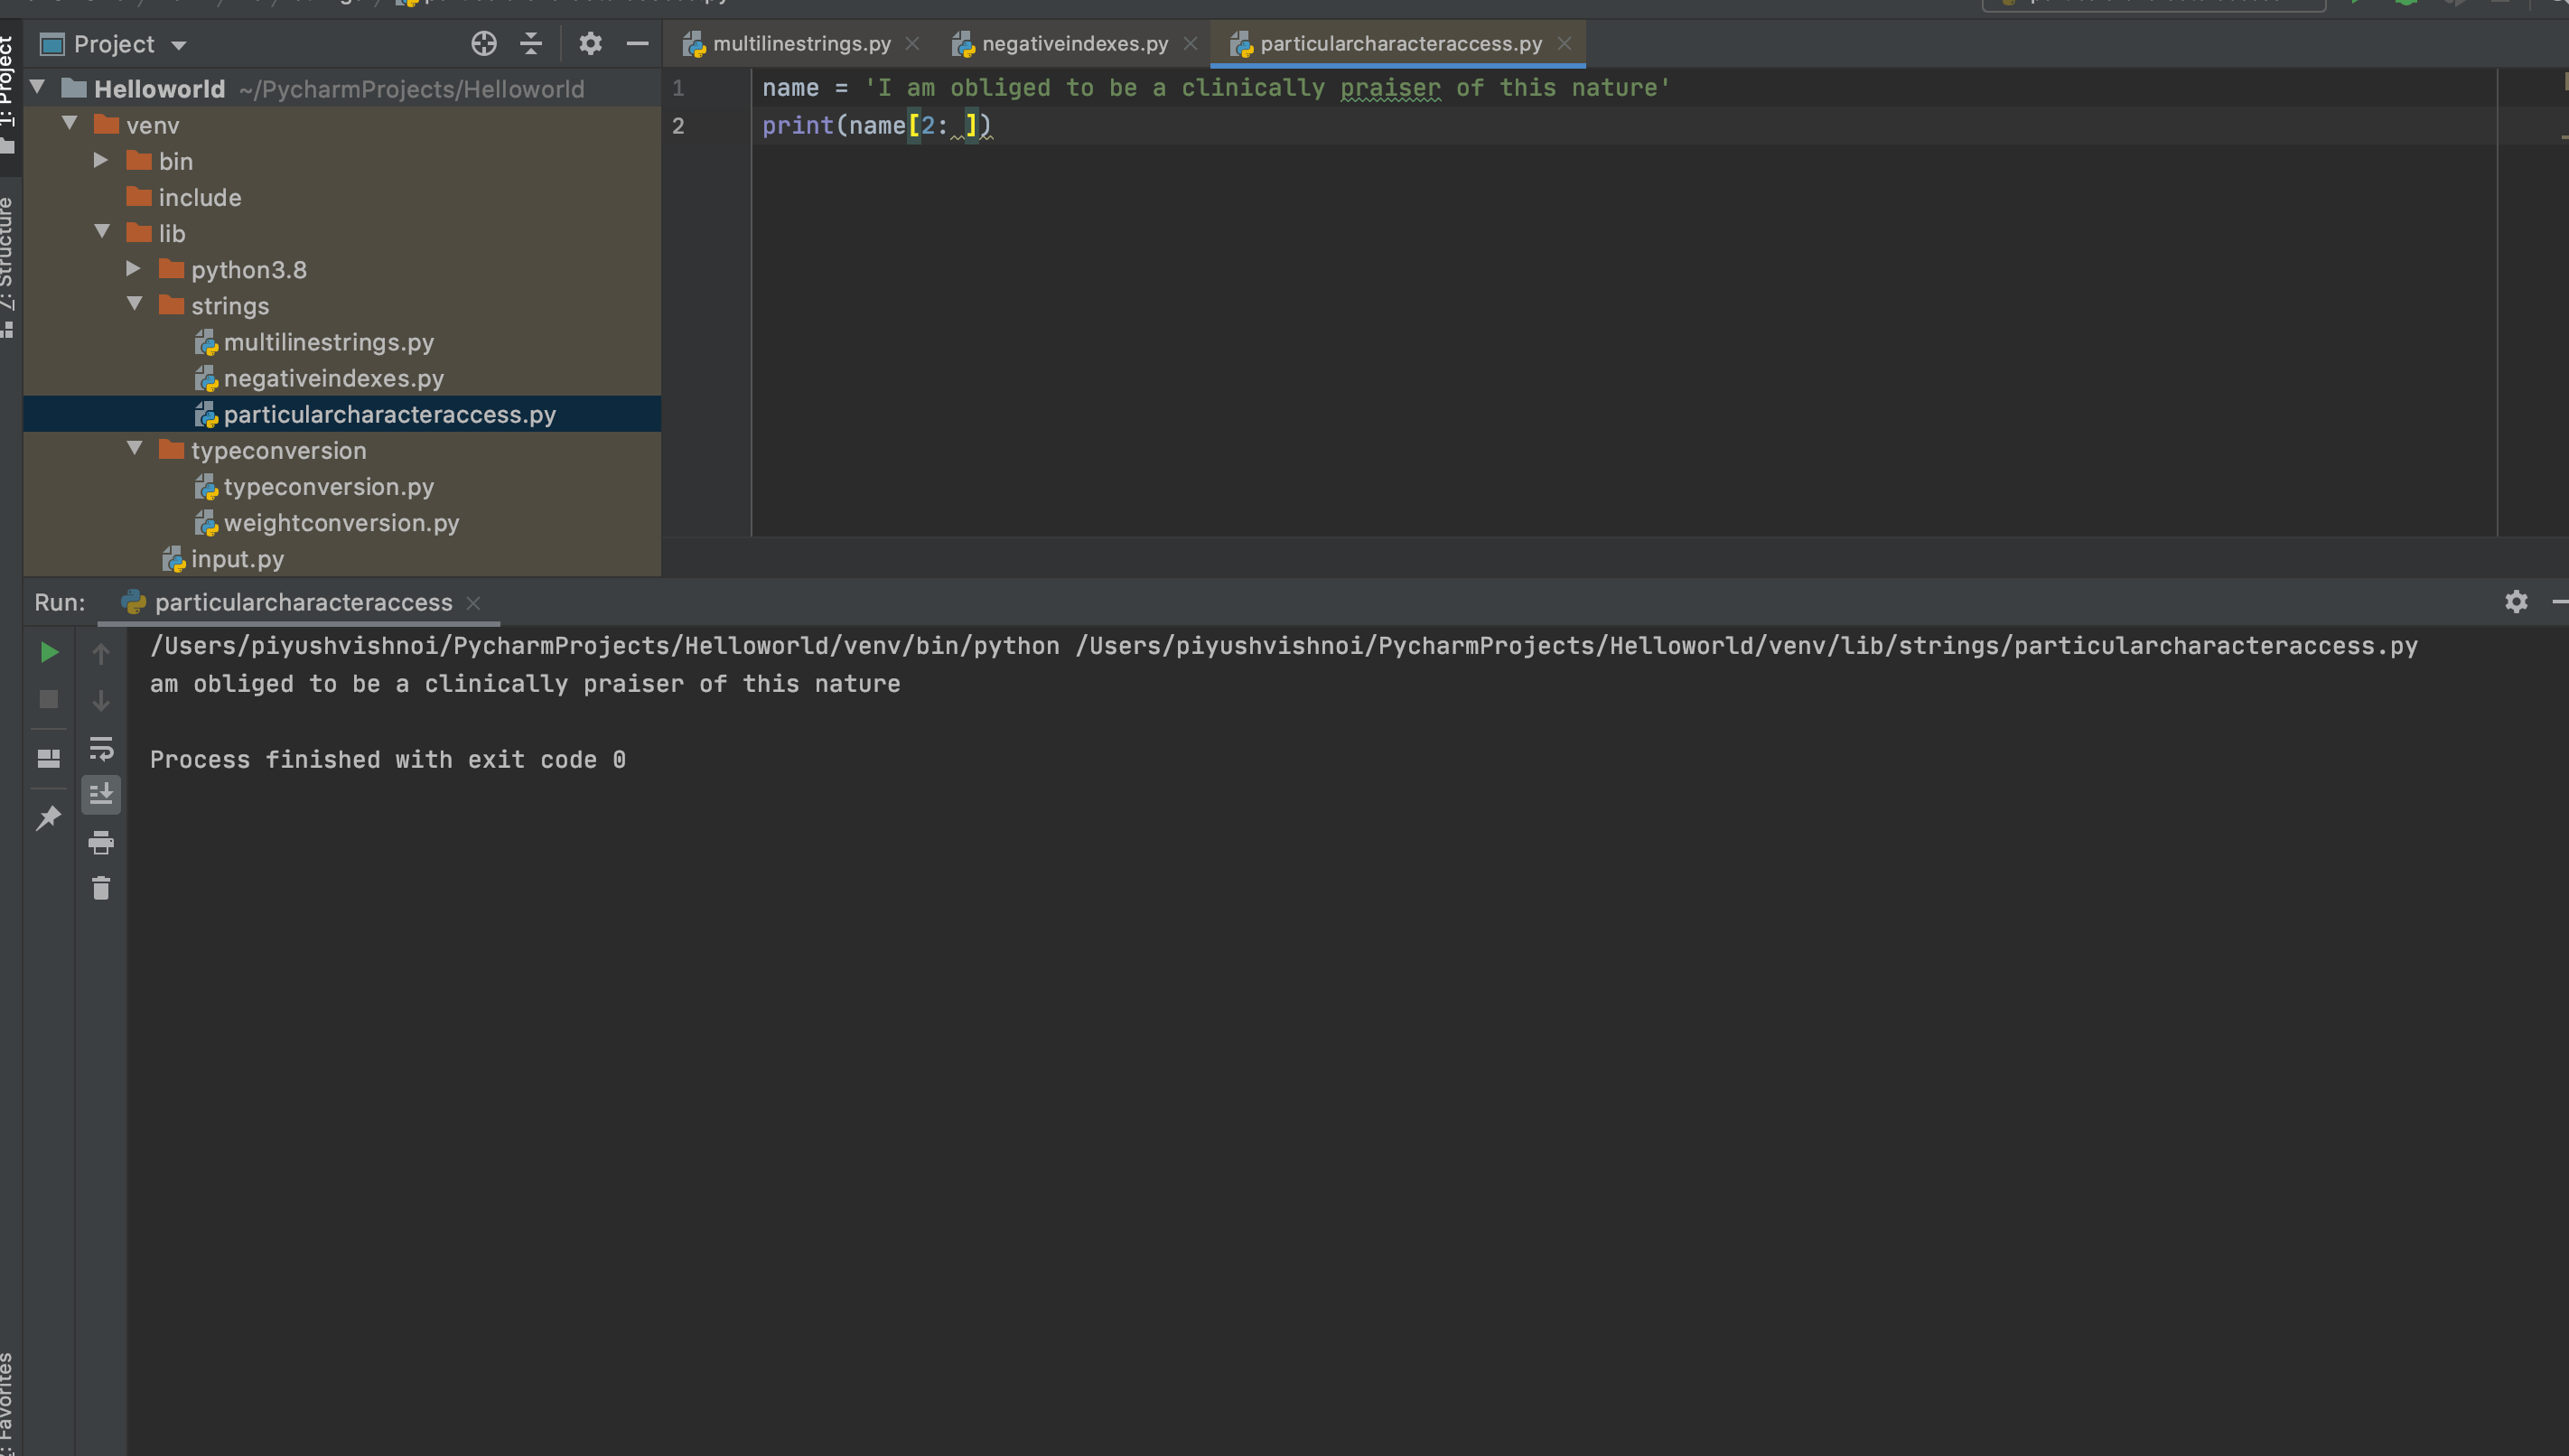 Project
multilinestrings.py
negativeindexes.py
particularcharacteraccess.py
1: Project
Helloworld ~/PycharmProjects/Helloworld
venv
bin
include
lib
python3.8
strings
multilinestrings.py
negativeindexes.py
particularcharacteraccess.py
typeconversion
typeconversion.py
weightconversion.py
input.py
Z: Structure
1 name = 'I am obliged to be a clinically praiser of this nature'
2 print(name[2: ])
Run: particularcharacteraccess
/Users/piyushvishnoi/PycharmProjects/Helloworld/venv/bin/python /Users/piyushvishnoi/PycharmProjects/Helloworld/venv/lib/strings/particularcharacteraccess.py
am obliged to be a clinically praiser of this nature
Process finished with exit code 0
Favorites